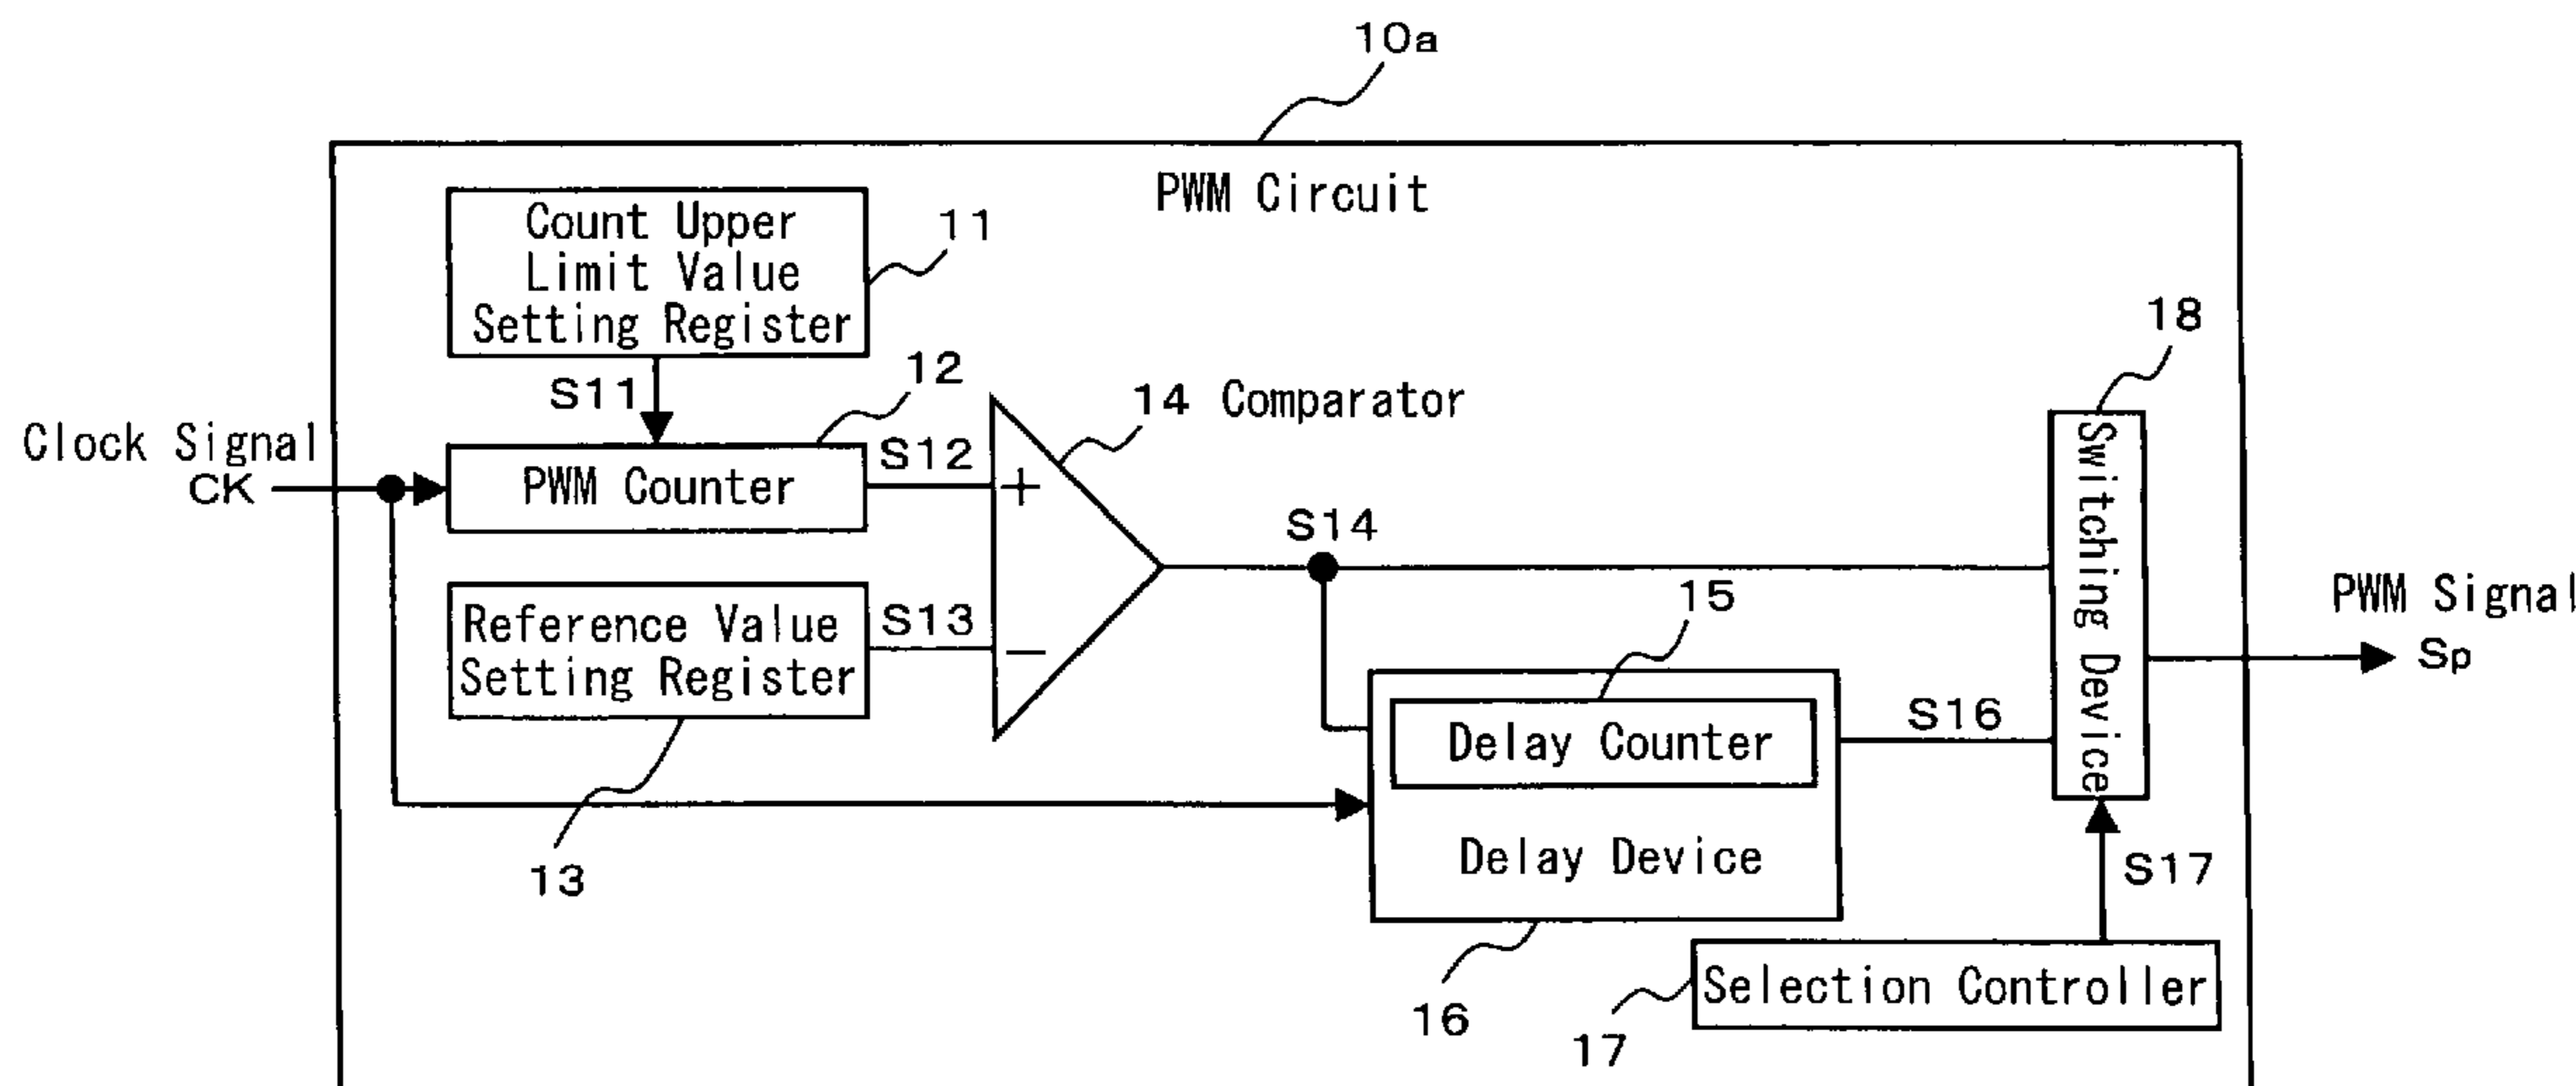 10a
PWM Circuit
Count Upper
Limit Value
Setting Register
11
S11
12
14 Comparator
18
Clock Signal
CK
PWM Counter
S12
+
S14
Switching Device
Reference Value
Setting Register
S13
−
15
PWM Signal
Sp
Delay Counter
S16
Delay Device
13
S17
16
Selection Controller
17